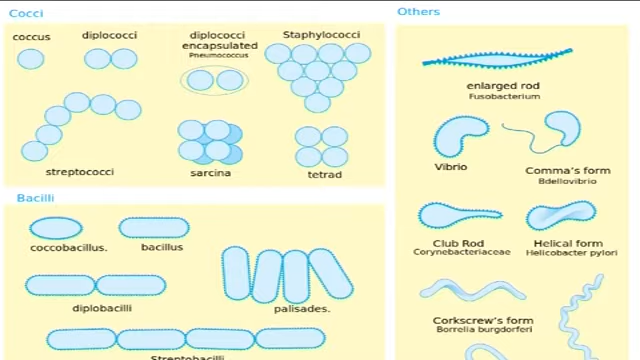 Cocci
coccus
diplococci
diplococci
encapsulated
Pneumococcus
Staphylococci
streptococci
sarcina
tetrad
Bacilli
coccobacillus.
bacillus
diplobacilli
palisades.
Streptobacilli
Others
enlarged rod
Fusobacterium
Vibrio
Comma's form
Bdellovibrio
Club Rod
Corynebacteriaceae
Helical form
Helicobacter pylori
Corkscrew's form
Borrelia burgdorferi